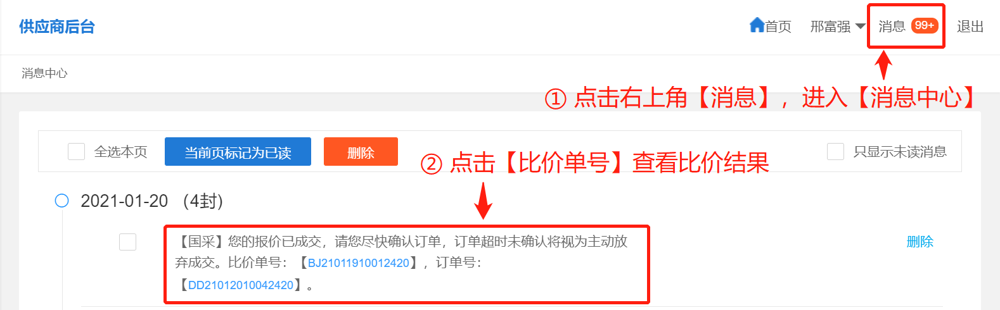 供应商后台
首页 邢富强 消息 99+ 退出
消息中心
① 点击右上角【消息】，进入【消息中心】
全选本页 当前页标记为已读 删除
② 点击【比价单号】查看比价结果
只显示未读消息
2021-01-20 （4封)
【国采】您的报价已成交，请您尽快确认订单，订单超时未确认将视为主动放
弃成交。比价单号：【BJ21011910012420】，订单号：
【DD21012010042420】。
删除